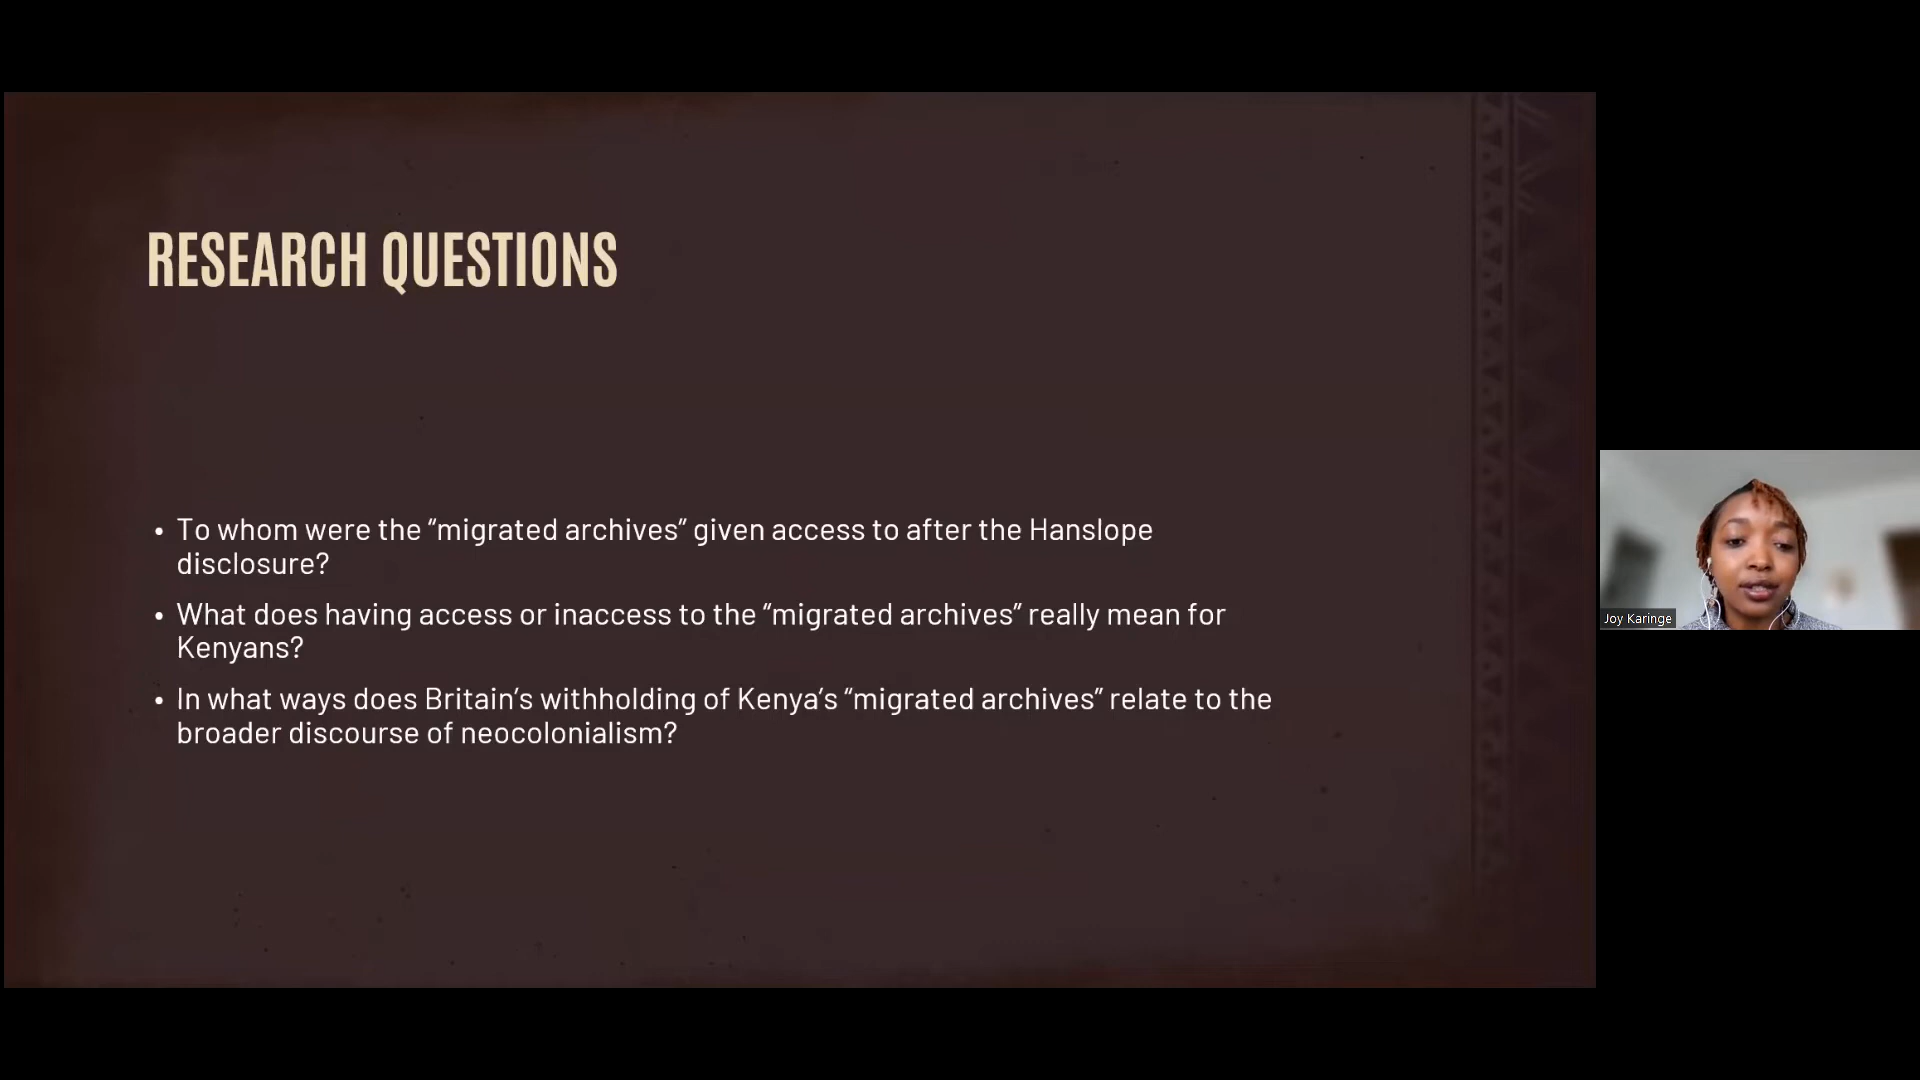 RESEARCH QUESTIONS
• To whom were the “migrated archives” given access to after the Hanslope
disclosure?
• What does having access or inaccess to the “migrated archives” really mean for
Kenyans?
• In what ways does Britain’s withholding of Kenya’s “migrated archives” relate to the
broader discourse of neocolonialism?
Joy Karinge